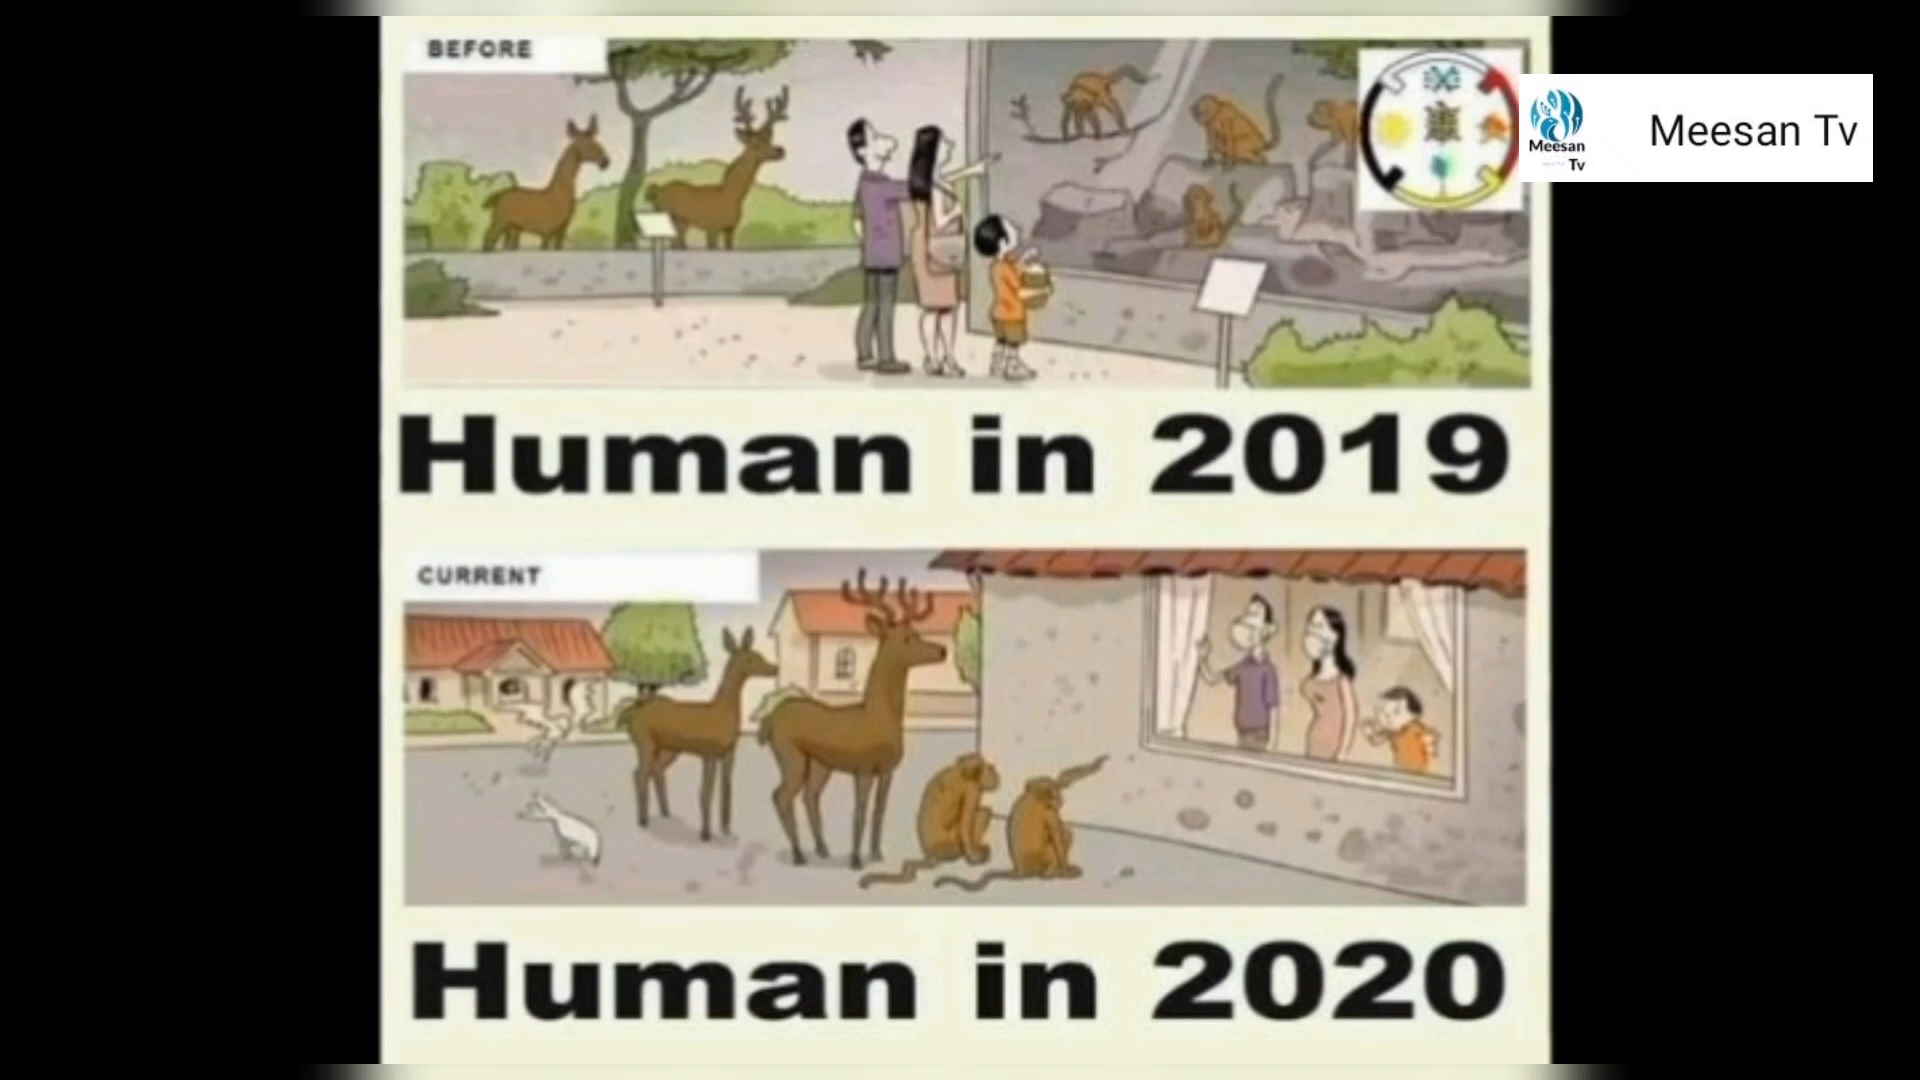 BEFORE
Meesan
Tv
Meesan Tv
Human in 2019
CURRENT
Human in 2020